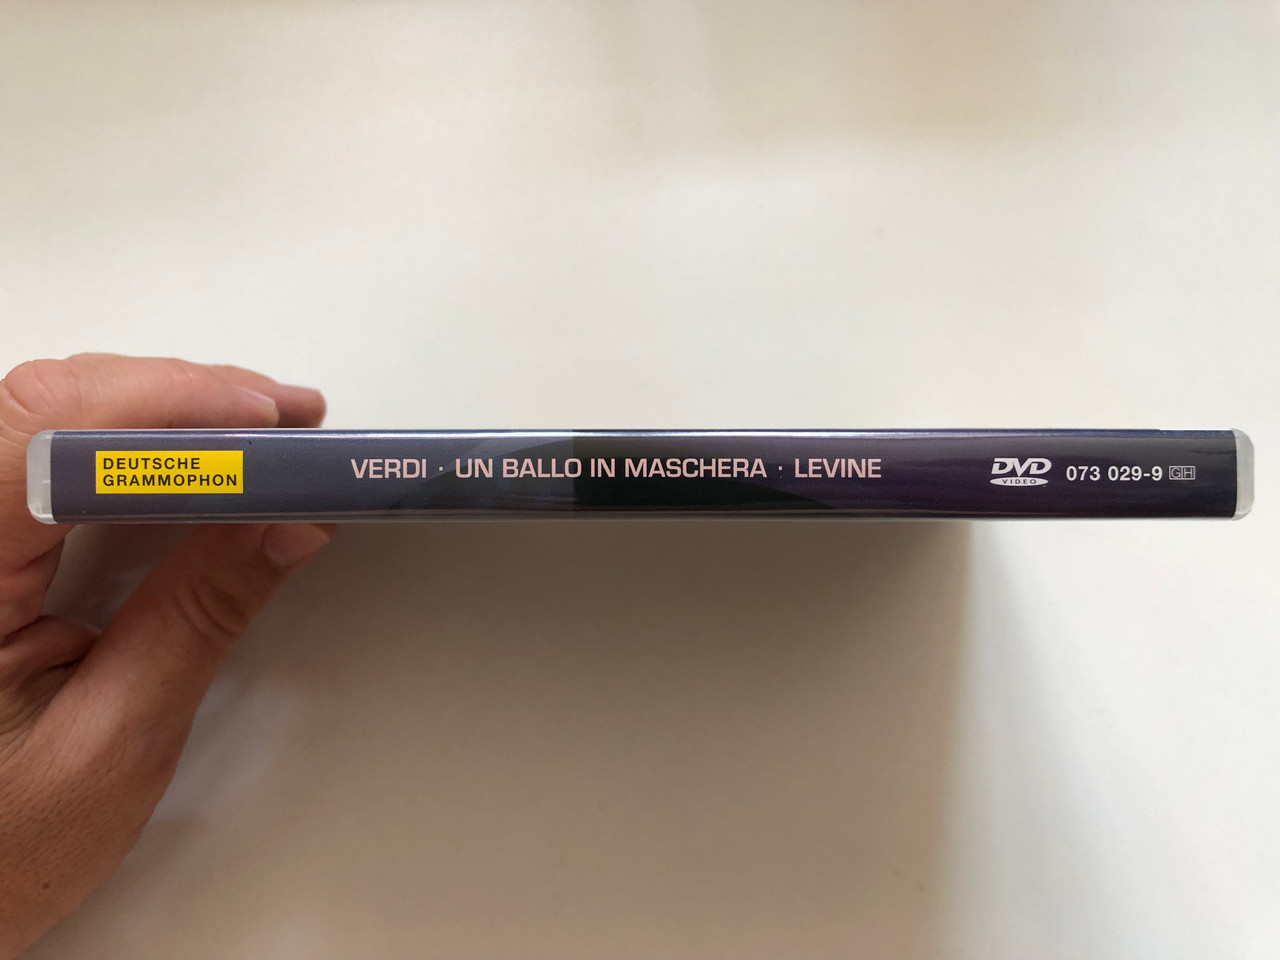 DEUTSCHE
GRAMMOPHON
VERDI · UN BALLO IN MASCHERA · LEVINE
DVD
VIDEO
073 029-9 GH